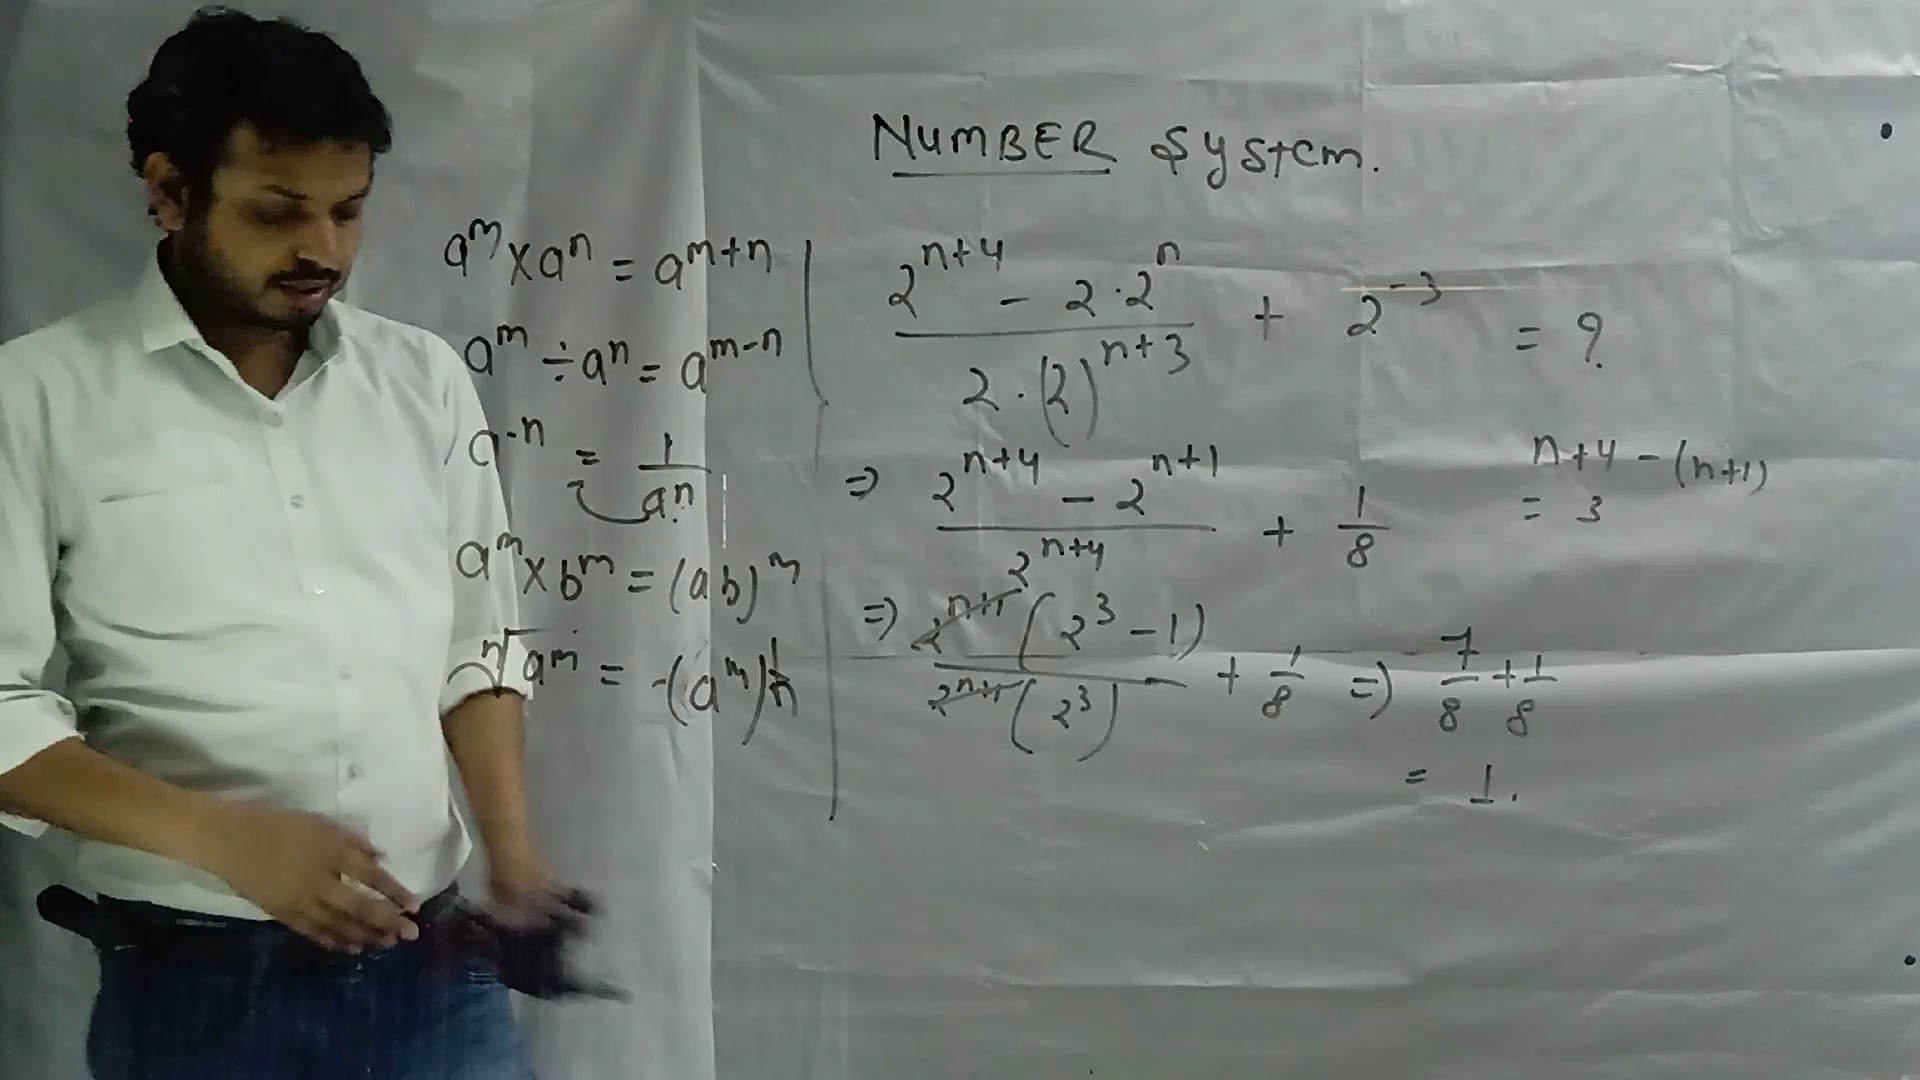 NUMBER System.
a^m × a^n = a^(m+n)
a^m ÷ a^n = a^(m-n)
a^-n = 1/a^n
a^m × b^m = (ab)^m
n√a^m = (a^m)^(1/n)
(2^(n+4) - 2·2^n)/(2·(2)^(n+3)) + 2^-3 = ?
⇒ (2^(n+4) - 2^(n+1))/2^(n+4) + 1/8
n+4-(n+1)
= 3
⇒ 2^(n+1)(2^3-1)/2^(n+1)(2^3) + 1/8 ⇒ 7/8 + 1/8
= 1.